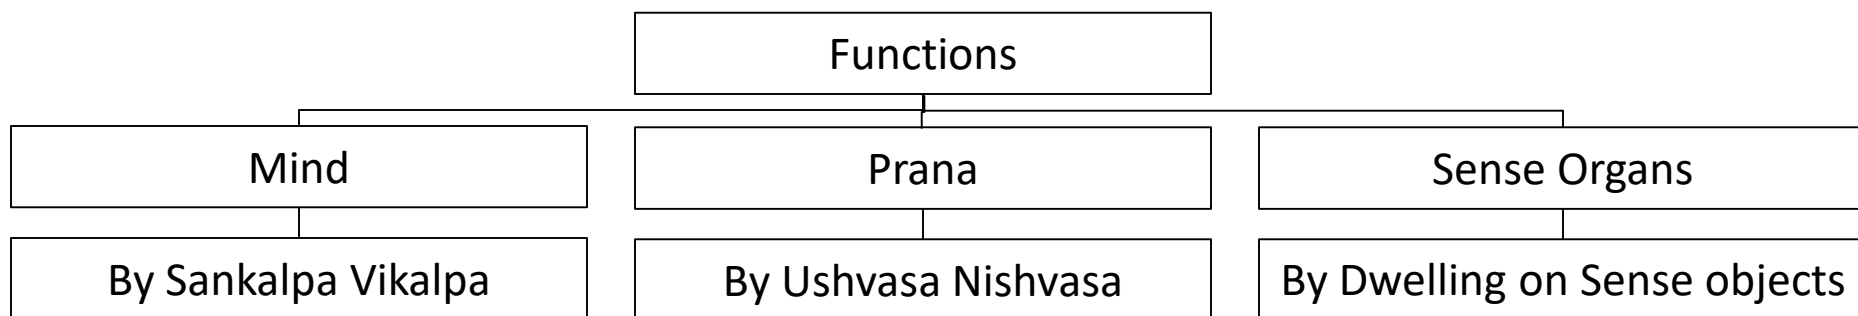 Functions
Mind
Prana
Sense Organs
By Sankalpa Vikalpa
By Ushvasa Nishvasa
By Dwelling on Sense objects